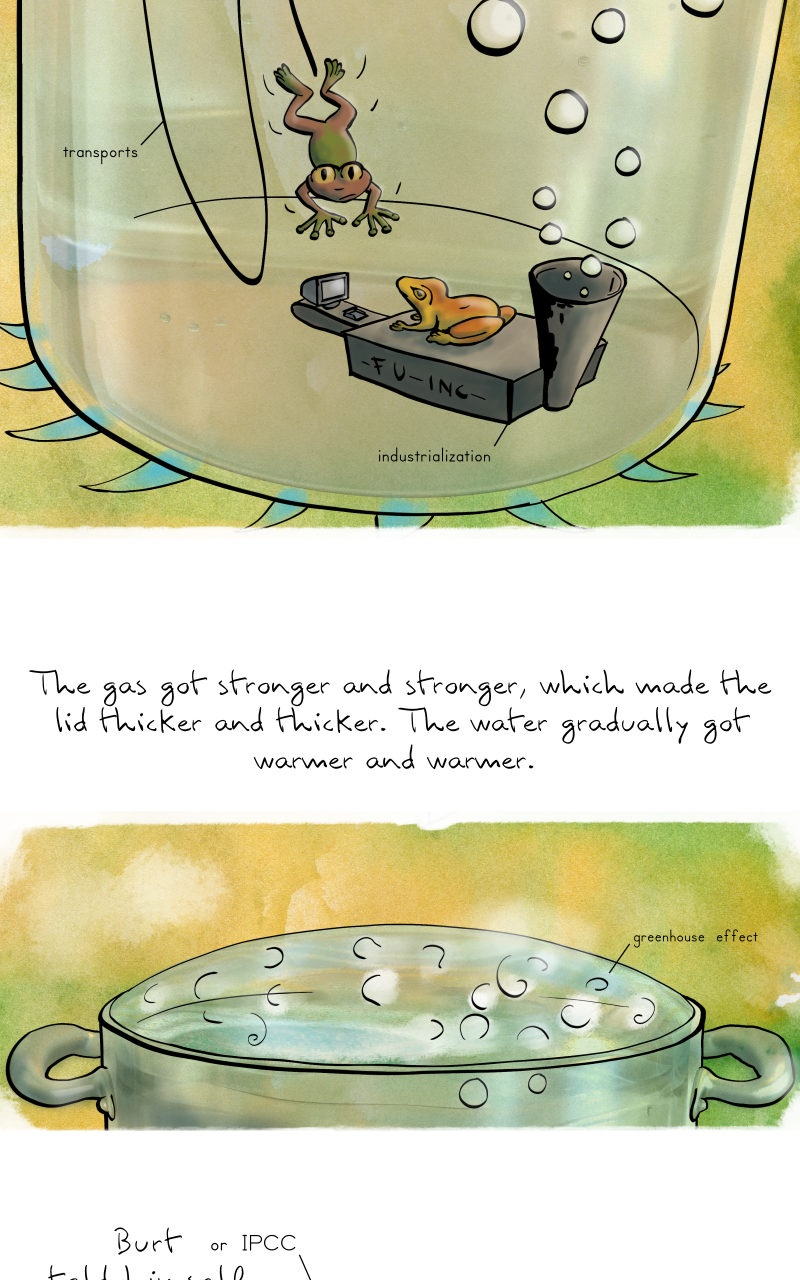 transports
-FU-INC-
industrialization
The gas got stronger and stronger, which made the
lid thicker and thicker. The water gradually got
warmer and warmer.
greenhouse effect
Burt or IPCC